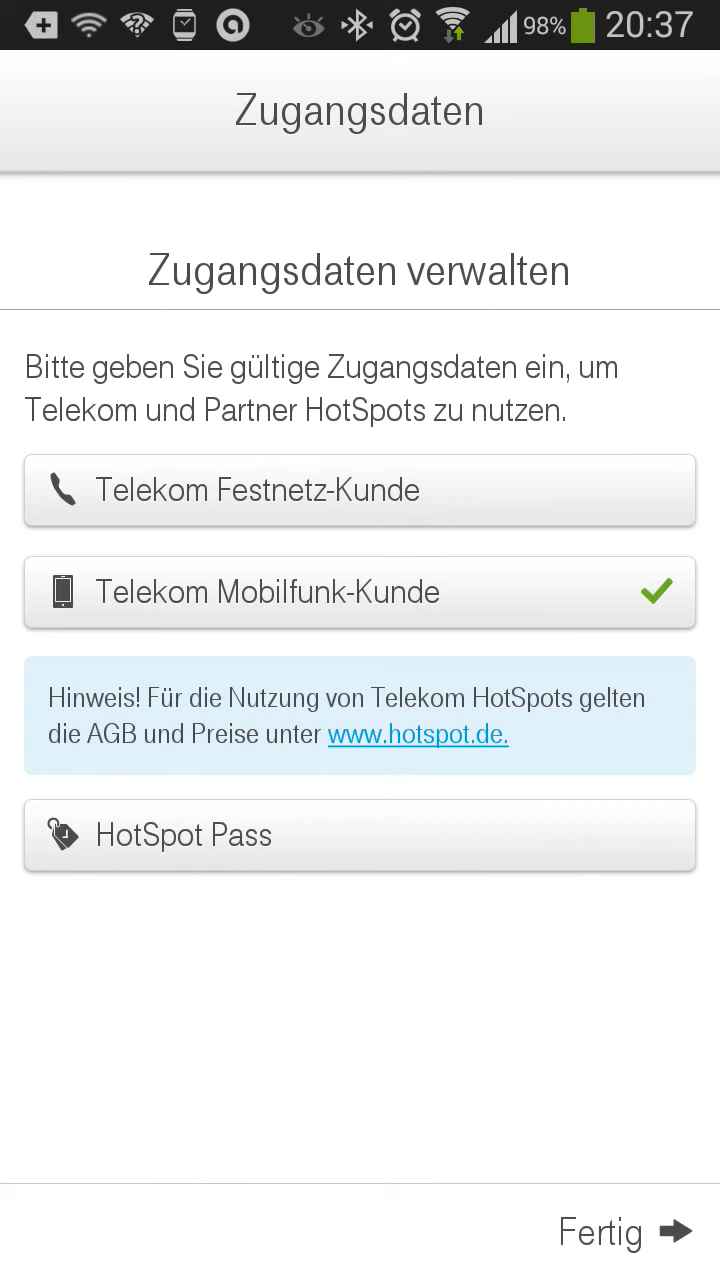 98% 20:37
Zugangsdaten
Zugangsdaten verwalten
Bitte geben Sie gültige Zugangsdaten ein, um
Telekom und Partner HotSpots zu nutzen.
Telekom Festnetz-Kunde
Telekom Mobilfunk-Kunde
Hinweis! Für die Nutzung von Telekom HotSpots gelten
die AGB und Preise unter www.hotspot.de.
HotSpot Pass
Fertig